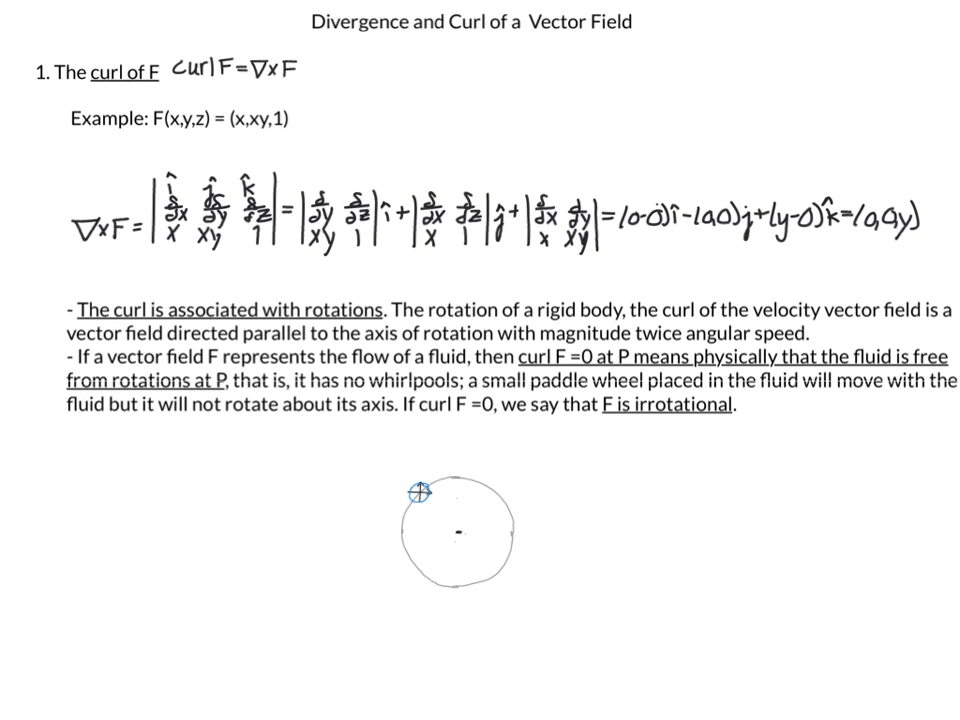 Divergence and Curl of a Vector Field
1. The curl of F curl F=∇×F
Example: F(x,y,z) = (x,xy,1)
∇×F = |î ĵ k̂; δ/∂x δ/∂y δ/∂z; x xy 1| = |δ/∂y δ/∂z; xy 1| î + |δ/∂x δ/∂z; x 1| ĵ + |δ/∂x ∂/∂y; x xy| = (0-0)î-(0,0)ĵ+(y-0)k̂=(0,0,y)
- The curl is associated with rotations. The rotation of a rigid body, the curl of the velocity vector field is a
vector field directed parallel to the axis of rotation with magnitude twice angular speed.
- If a vector field F represents the flow of a fluid, then curl F =0 at P means physically that the fluid is free
from rotations at P, that is, it has no whirlpools; a small paddle wheel placed in the fluid will move with the
fluid but it will not rotate about its axis. If curl F =0, we say that F is irrotational.